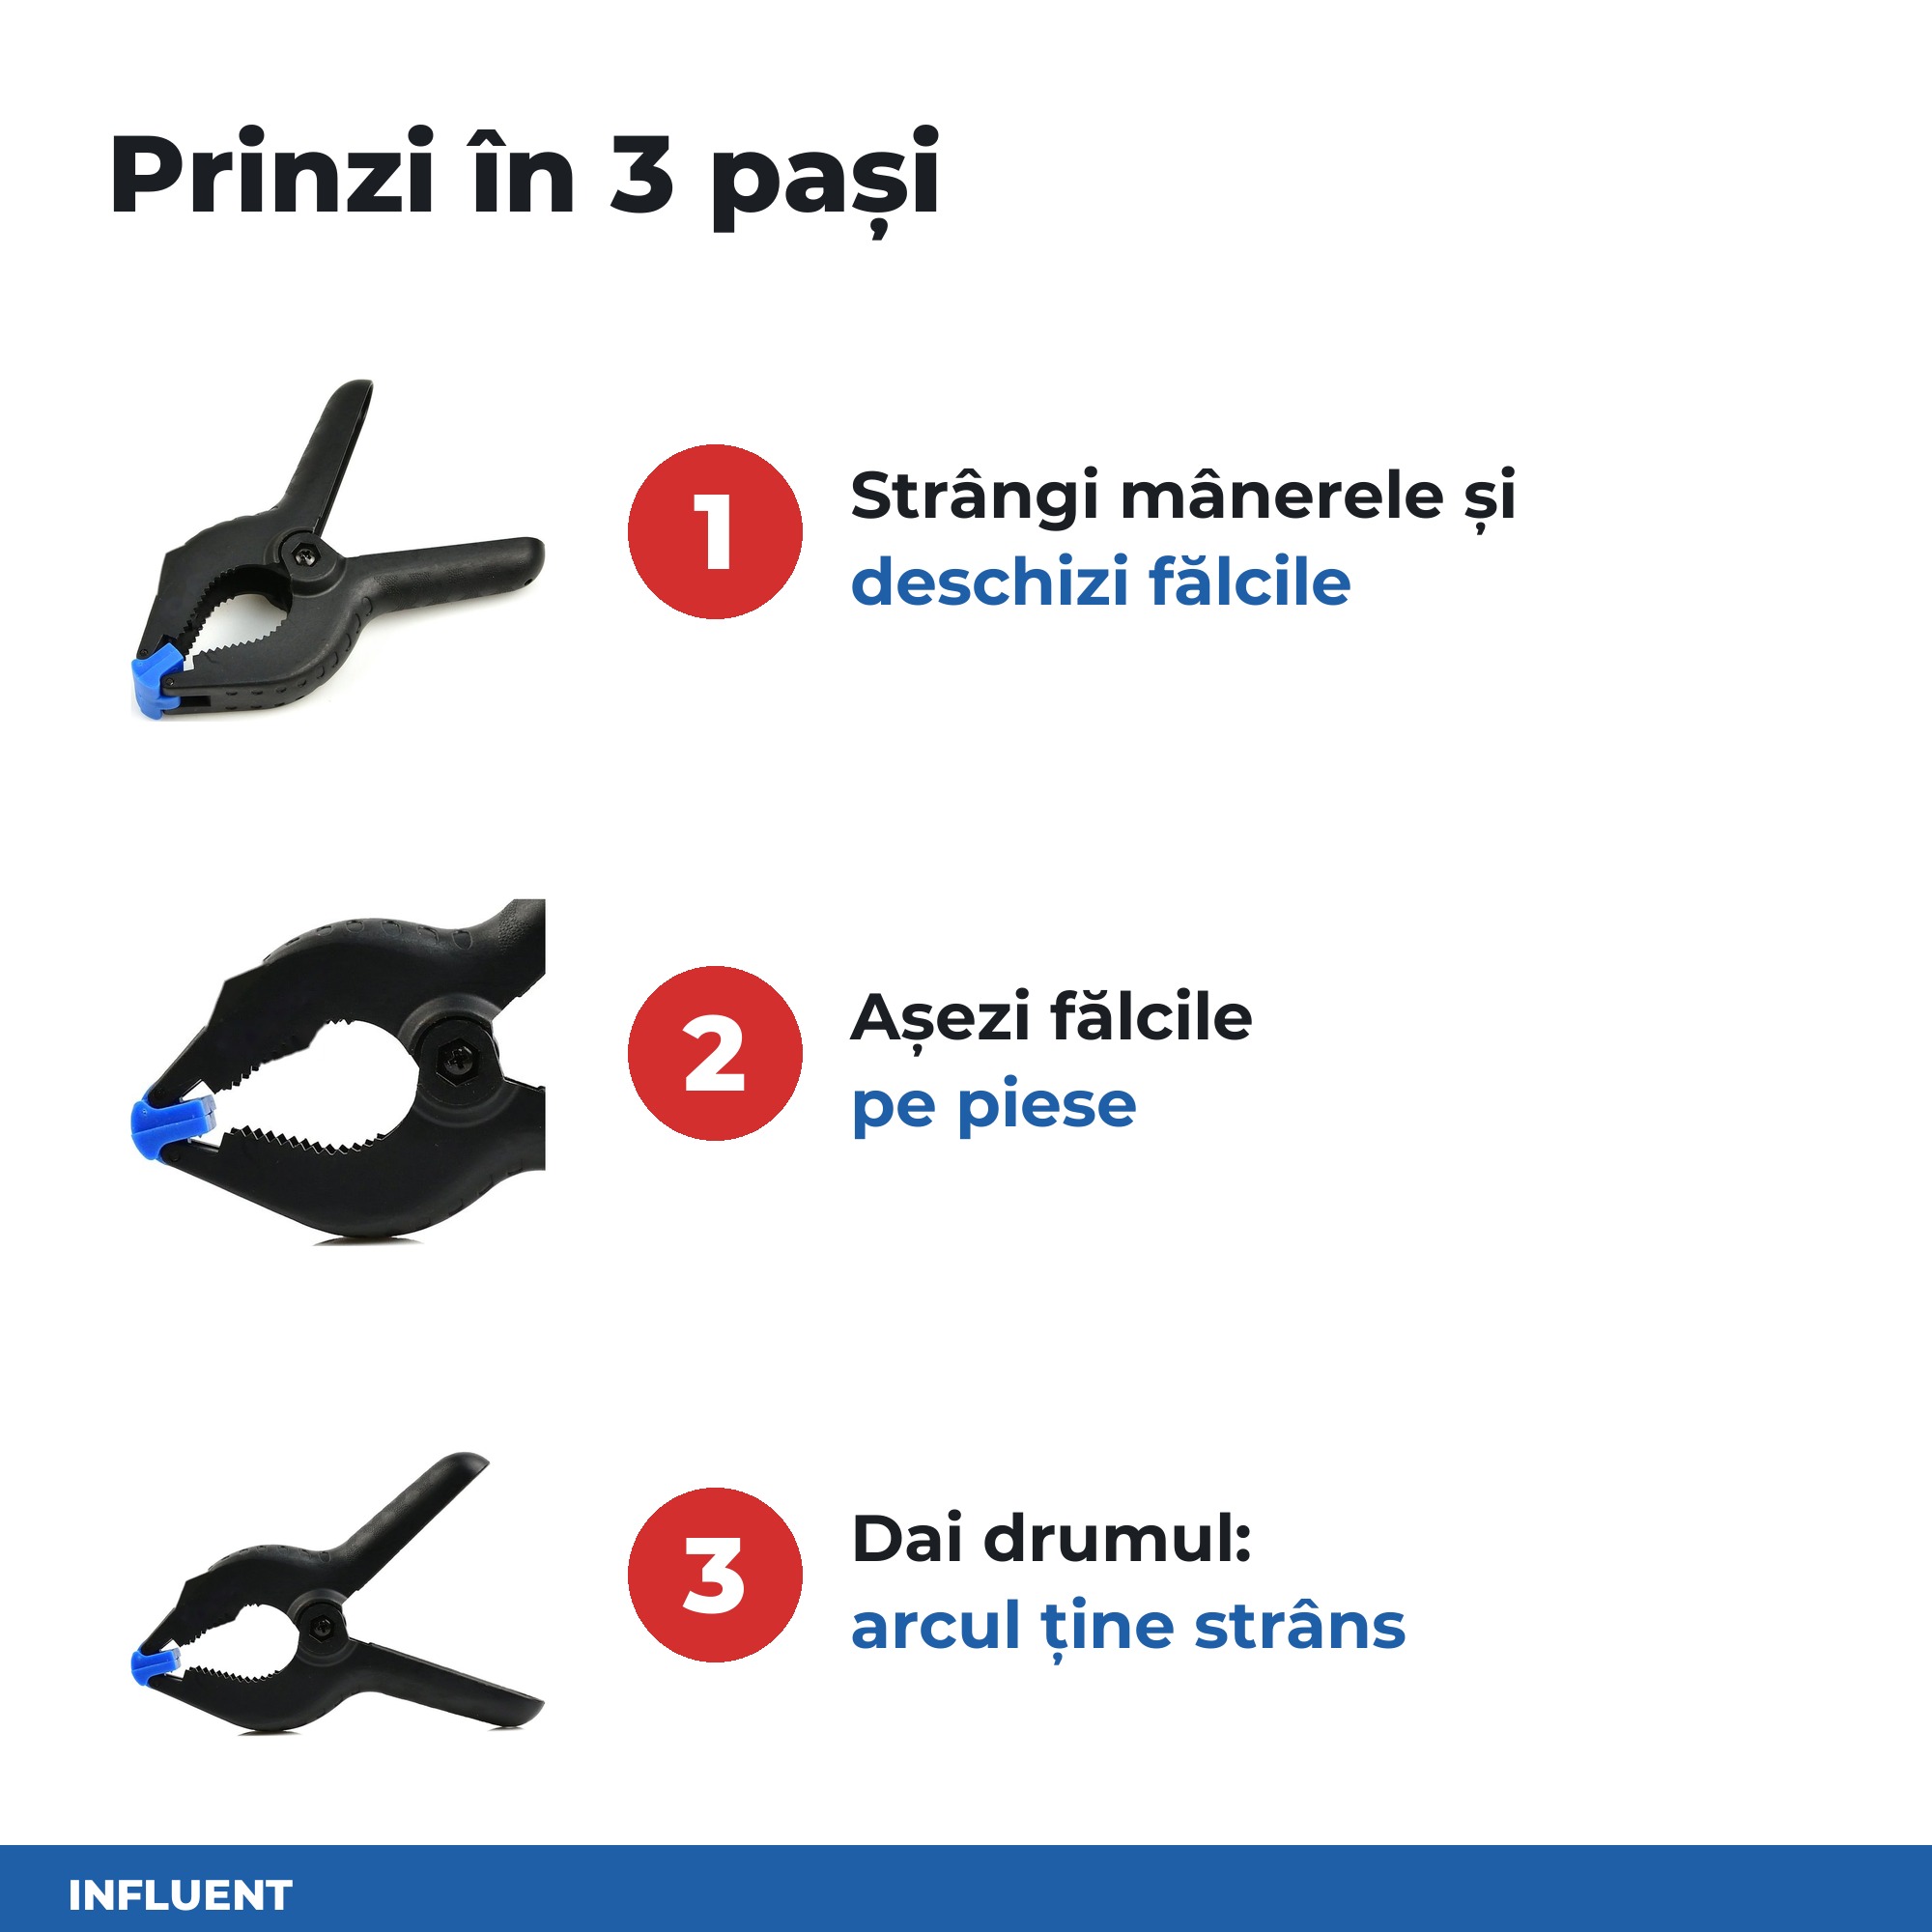 Prinzi în 3 pași
1
Strângi mânerele și
deschizi fălcile
2
Așezi fălcile
pe piese
3
Dai drumul:
arcul ține strâns
INFLUENT